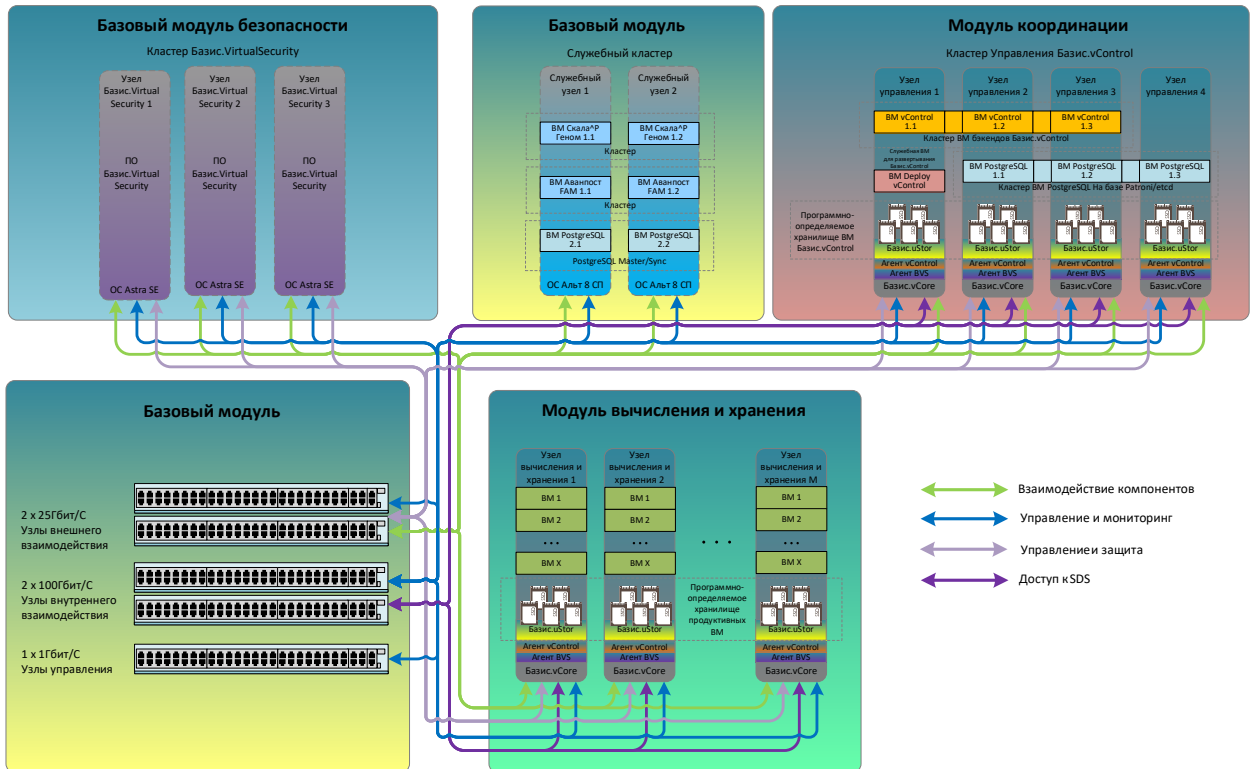 Базовый модуль безопасности
Кластер Базис.VirtualSecurity
Узел
Базис.Virtual
Security 1
Узел
Базис.Virtual
Security 2
Узел
Базис.Virtual
Security 3
ПО
Базис.Virtual
Security
ПО
Базис.Virtual
Security
ПО
Базис.Virtual
Security
ОС Astra SE
ОС Astra SE
ОС Astra SE
Базовый модуль
Служебный кластер
Служебный
узел 1
Служебный
узел 2
ВМ Скала^Р
Геном 1.1
ВМ Скала^Р
Геном 1.2
Кластер
ВМ Аванпост
FAM 1.1
ВМ Аванпост
FAM 1.2
Кластер
ВМ PostgreSQL
2.1
ВМ PostgreSQL
2.2
PostgreSQL Master/Sync
ОС Альт 8 СП
ОС Альт 8 СП
Модуль координации
Кластер Управления Базис.vControl
Узел
управления 1
Узел
управления 2
Узел
управления 3
Узел
управления 4
ВМ vControl
1.1
ВМ vControl
1.2
ВМ vControl
1.3
Кластер ВМ бэкендов Базис.vControl
Служебная ВМ
для развертывания
Базис.vControl
ВМ Deploy
vControl
ВМ PostgreSQL
1.1
ВМ PostgreSQL
1.2
ВМ PostgreSQL
1.3
Кластер ВМ PostgreSQL На базе Patroni/etcd
Программно-
определяемое
хранилище ВМ
Базис.vControl
Базис.uStor
Базис.uStor
Базис.uStor
Базис.uStor
Агент vControl
Агент vControl
Агент vControl
Агент vControl
Агент BVS
Агент BVS
Агент BVS
Агент BVS
Базис.vCore
Базис.vCore
Базис.vCore
Базис.vCore
Базовый модуль
2 x 25Гбит/С
Узлы внешнего
взаимодействия
2 x 100Гбит/С
Узлы внутреннего
взаимодействия
1 x 1Гбит/С
Узлы управления
Модуль вычисления и хранения
Узел
вычисления и
хранения 1
Узел
вычисления и
хранения 2
Узел
вычисления и
хранения M
ВМ 1
ВМ 1
ВМ 1
ВМ 2
ВМ 2
ВМ 2
...
...
. . .
...
ВМ X
ВМ X
ВМ X
Программно-
определяемое
хранилище
продуктивных
ВМ
Базис.uStor
Базис.uStor
Базис.uStor
Агент vControl
Агент vControl
Агент vControl
Агент BVS
Агент BVS
Агент BVS
Базис.vCore
Базис.vCore
Базис.vCore
Взаимодействие компонентов
Управление и мониторинг
Управление и защита
Доступ к SDS